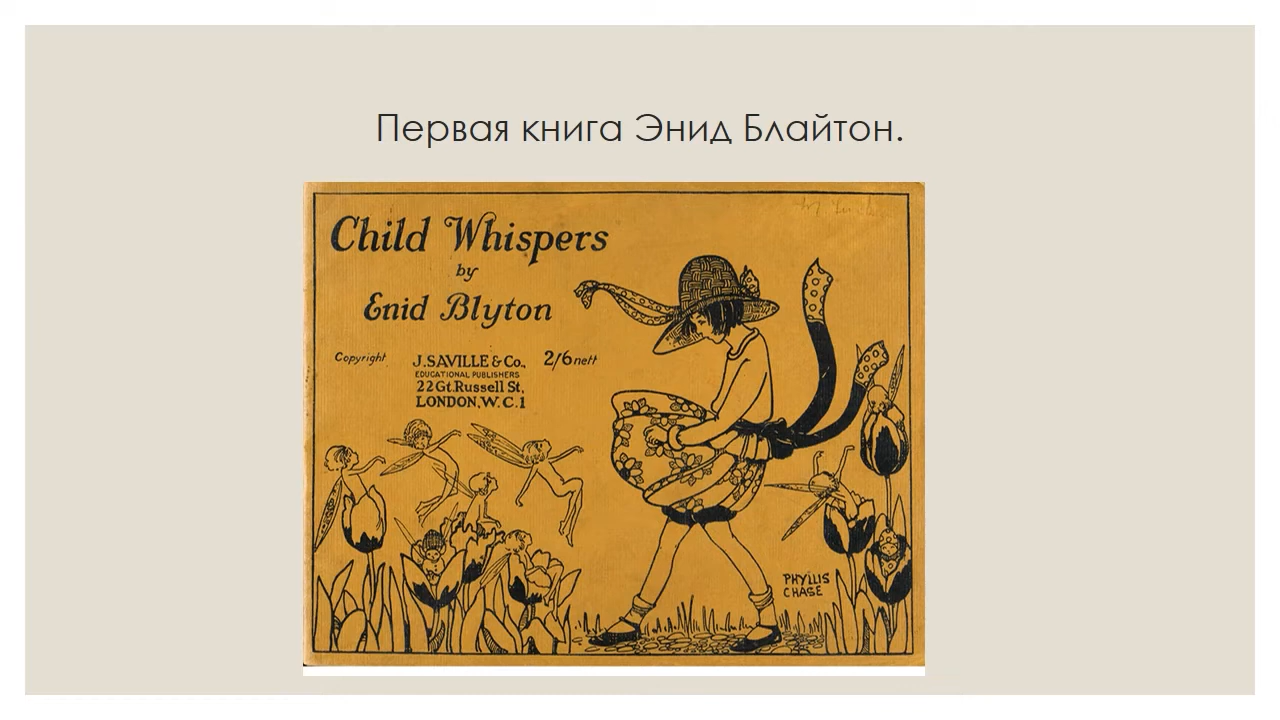 Первая книга Энид Блайтон.
Child Whispers
by
Enid Blyton
Copyright J. SAVILLE & Co., 2/6 nett
EDUCATIONAL PUBLISHERS
22 Gt. Russell St,
LONDON, W.C.1
PHYLLIS
CHASE